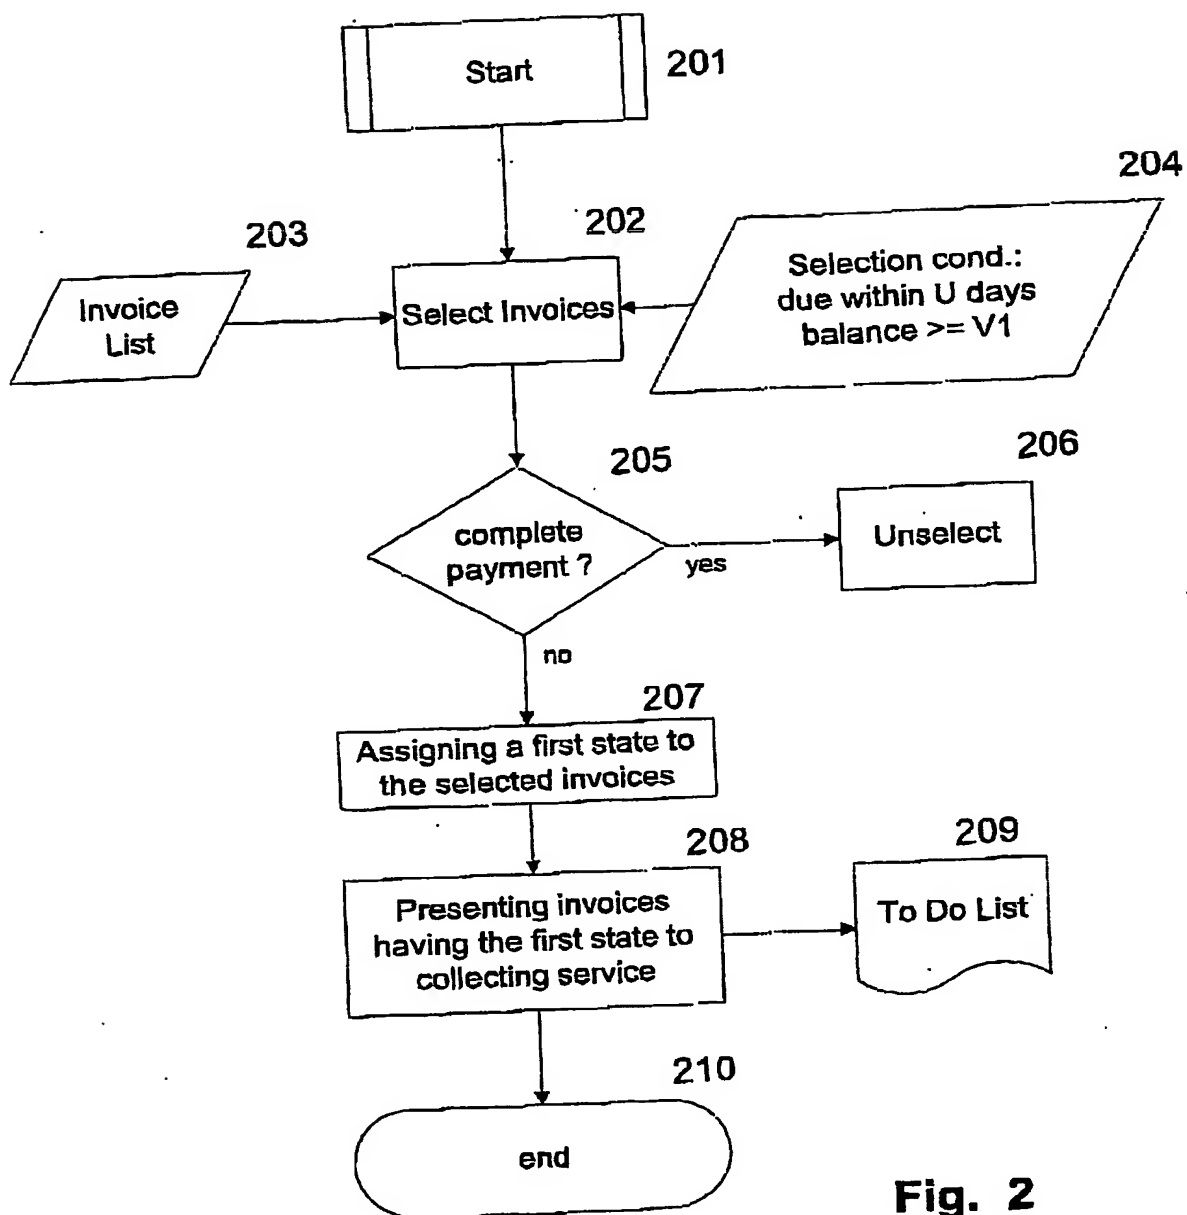 Start
201
204
203
202
Invoice
List
Select Invoices
Selection cond.:
due within U days
balance >= V1
205
206
complete
payment ?
yes
Unselect
no
207
Assigning a first state to
the selected invoices
208
209
Presenting invoices
having the first state to
collecting service
To Do List
210
end
Fig. 2